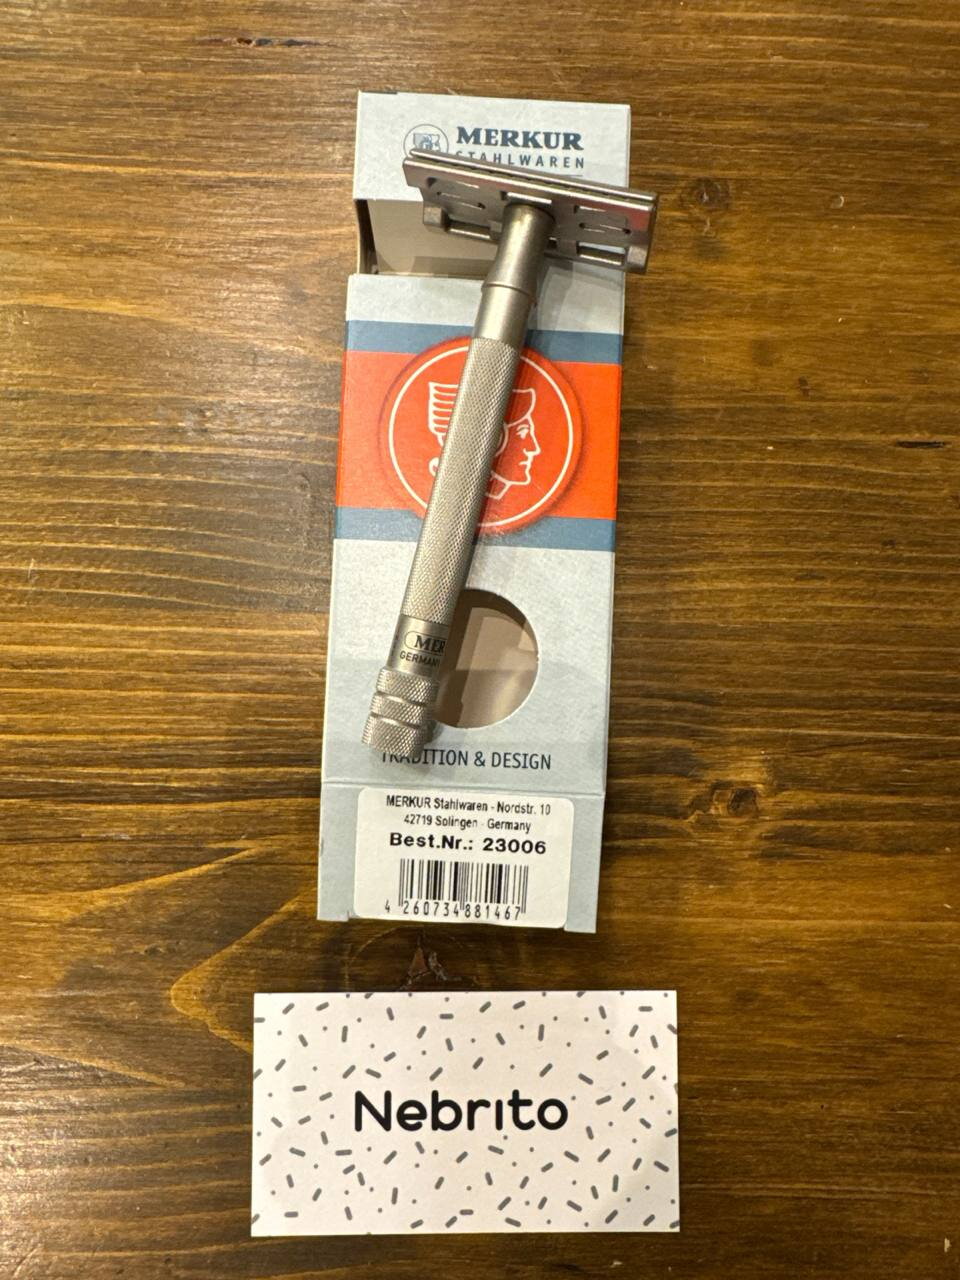 MERKUR
STAHLWAREN
GERMANY
TRADITION & DESIGN
MERKUR Stahlwaren - Nordstr. 10
42719 Solingen - Germany
Best.Nr.: 23006
4 260734 881467
Nebrito